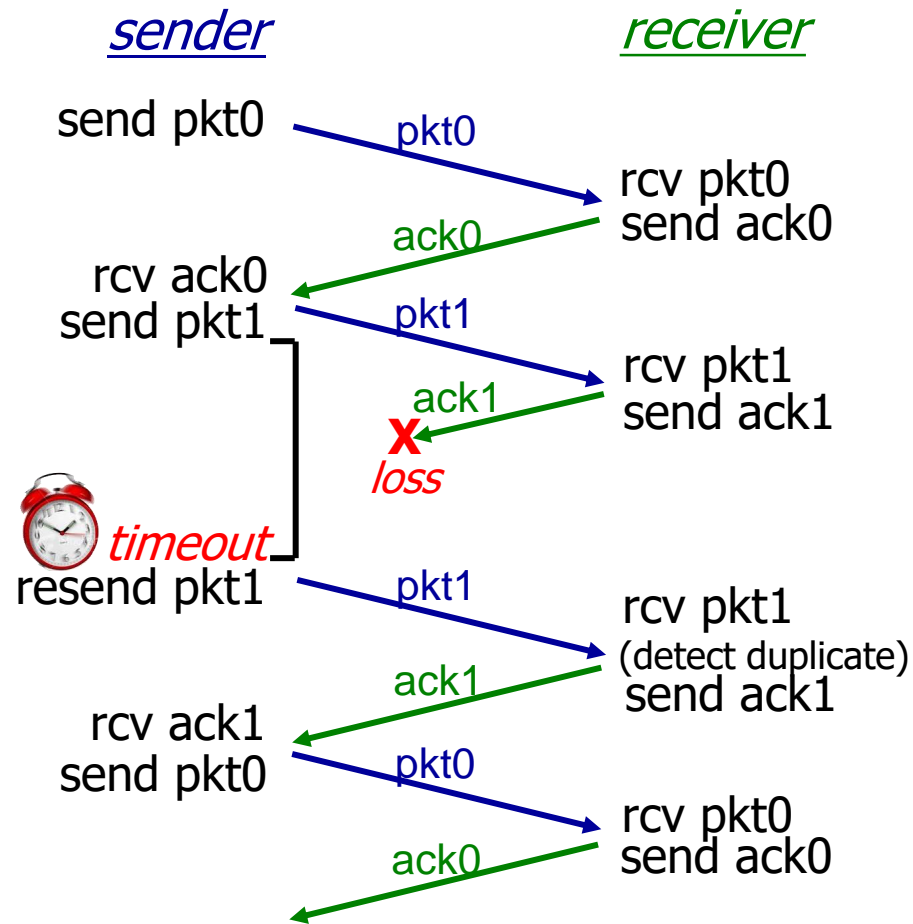 sender
receiver
send pkt0
pkt0
rcv pkt0
send ack0
ack0
rcv ack0
send pkt1
pkt1
rcv pkt1
send ack1
ack1
X
loss
timeout
resend pkt1
pkt1
rcv pkt1
(detect duplicate)
send ack1
ack1
rcv ack1
send pkt0
pkt0
rcv pkt0
send ack0
ack0